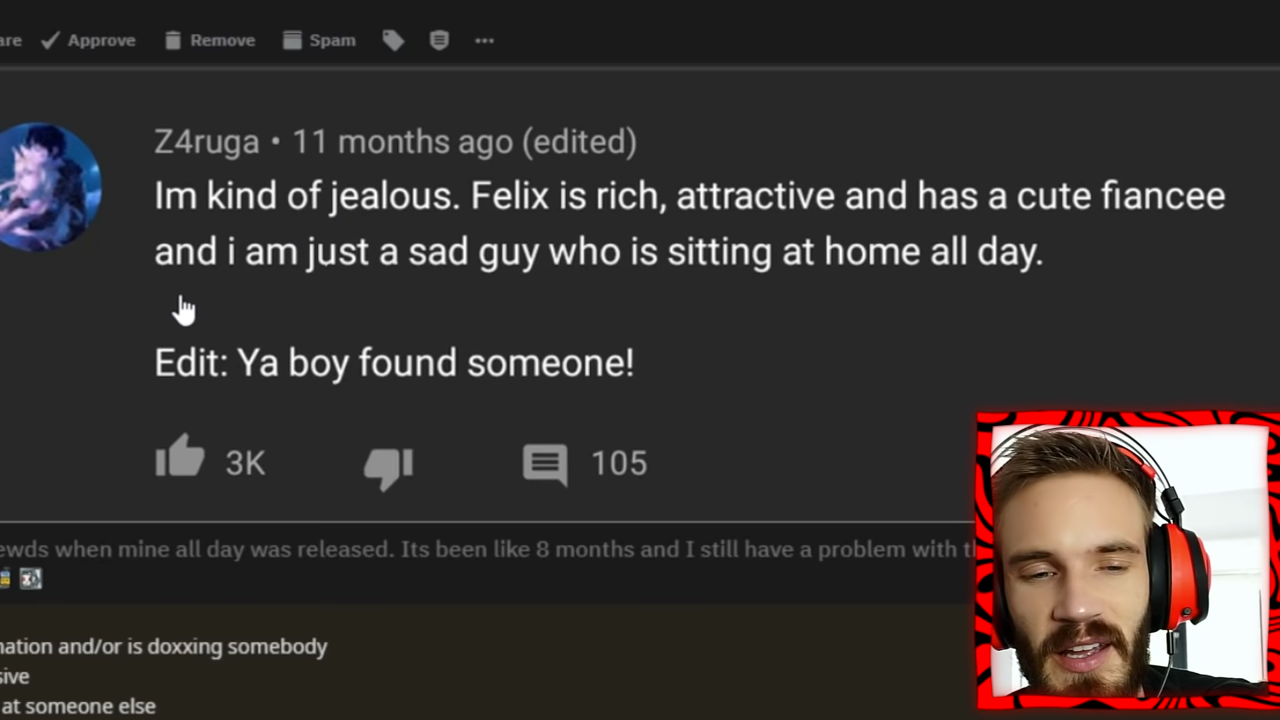 are Approve Remove Spam
Z4ruga • 11 months ago (edited)
Im kind of jealous. Felix is rich, attractive and has a cute fiancee
and i am just a sad guy who is sitting at home all day.
Edit: Ya boy found someone!
3K 105
ewds when mine all day was released. Its been like 8 months and I still have a problem with t
nation and/or is doxxing somebody
sive
at someone else